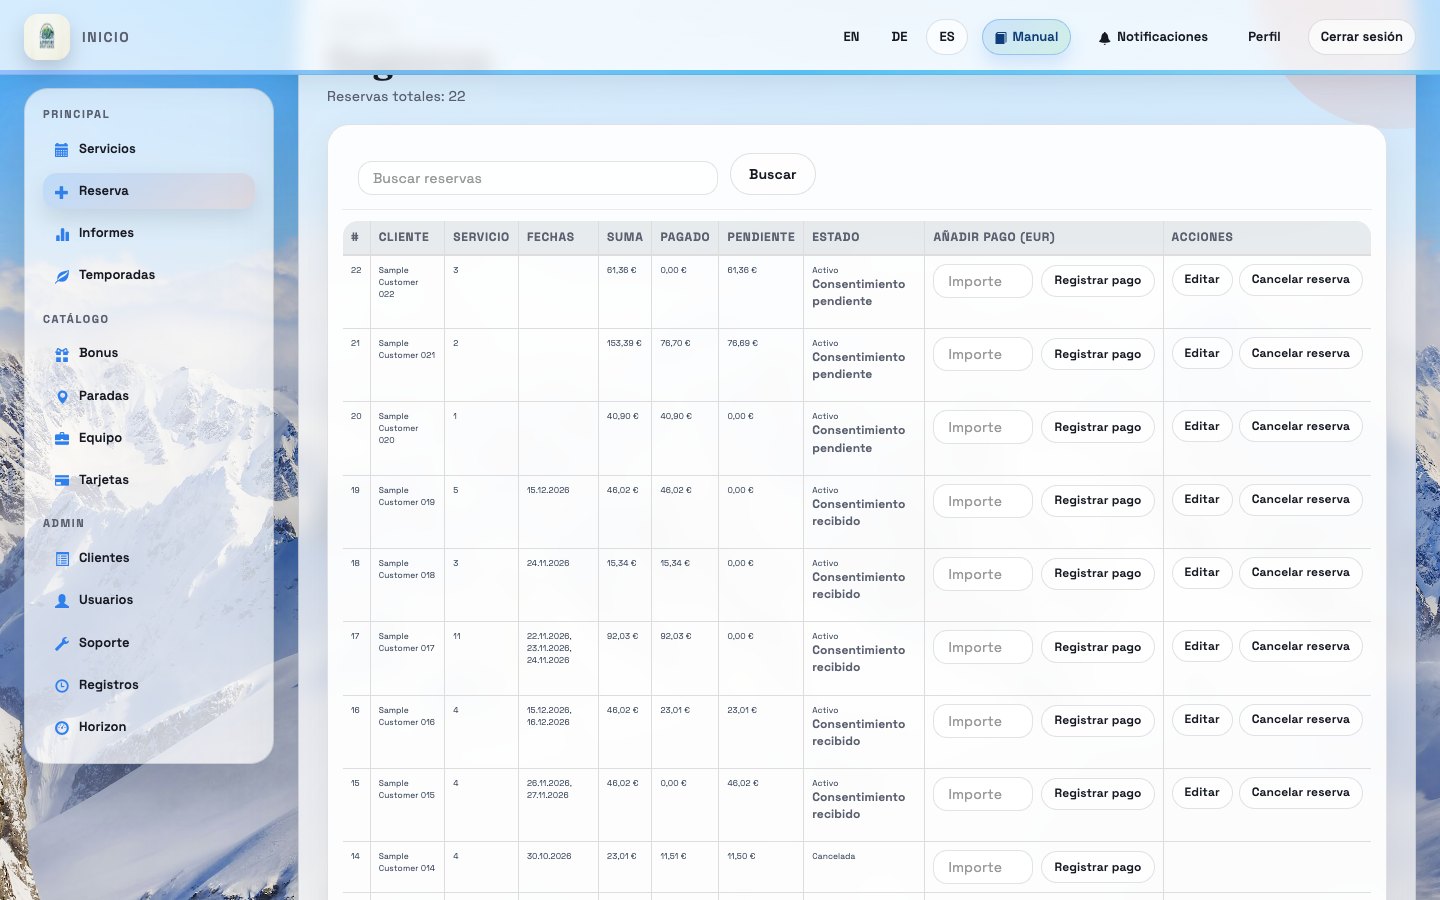 INICIO
EN DE ES Manual Notificaciones Perfil Cerrar sesión
PRINCIPAL
Servicios
Reserva
Informes
Temporadas
CATÁLOGO
Bonus
Paradas
Equipo
Tarjetas
ADMIN
Clientes
Usuarios
Soporte
Registros
Horizon
Reservas totales: 22
Buscar reservas Buscar
# CLIENTE SERVICIO FECHAS SUMA PAGADO PENDIENTE ESTADO AÑADIR PAGO (EUR) ACCIONES
22 Sample 3 61,36 € 0,00 € 61,36 € Activo
Customer Consentimiento Importe Registrar pago Editar Cancelar reserva
022 pendiente
21 Sample 2 153,39 € 76,70 € 76,69 € Activo
Customer 021 Consentimiento Importe Registrar pago Editar Cancelar reserva
pendiente
20 Sample 1 40,90 € 40,90 € 0,00 € Activo
Customer Consentimiento Importe Registrar pago Editar Cancelar reserva
020 pendiente
19 Sample 5 15.12.2026 46,02 € 46,02 € 0,00 € Activo
Customer 019 Consentimiento Importe Registrar pago Editar Cancelar reserva
recibido
18 Sample 3 24.11.2026 15,34 € 15,34 € 0,00 € Activo
Customer 018 Consentimiento Importe Registrar pago Editar Cancelar reserva
recibido
17 Sample 11 22.11.2026, 92,03 € 92,03 € 0,00 € Activo
Customer 017 23.11.2026, Consentimiento Importe Registrar pago Editar Cancelar reserva
24.11.2026 recibido
16 Sample 4 15.12.2026, 46,02 € 23,01 € 23,01 € Activo
Customer 016 16.12.2026 Consentimiento Importe Registrar pago Editar Cancelar reserva
recibido
15 Sample 4 26.11.2026, 46,02 € 0,00 € 46,02 € Activo
Customer 015 27.11.2026 Consentimiento Importe Registrar pago Editar Cancelar reserva
recibido
14 Sample 4 30.10.2026 23,01 € 11,51 € 11,50 € Cancelada
Customer 014 Importe Registrar pago